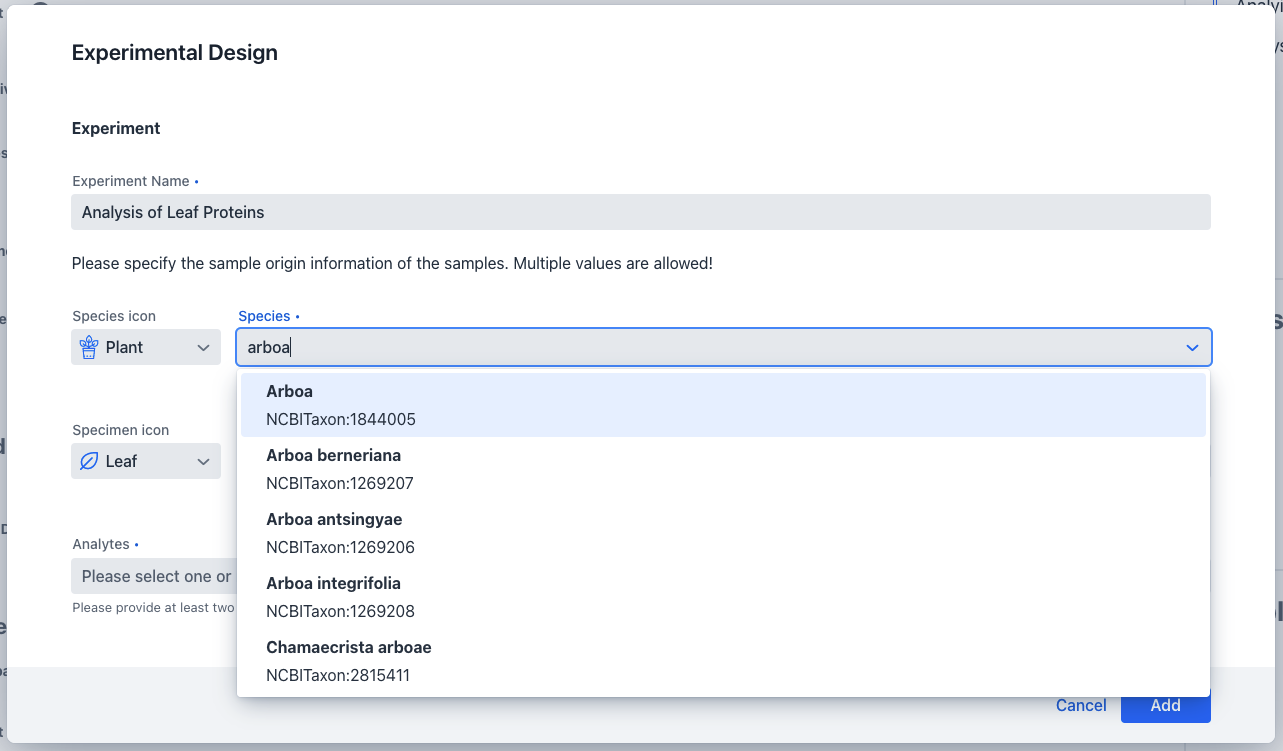 Experimental Design
Experiment
Experiment Name •
Analysis of Leaf Proteins
Please specify the sample origin information of the samples. Multiple values are allowed!
Species icon
Species •
Plant
arboa
Arboa
NCBITaxon:1844005
Arboa berneriana
NCBITaxon:1269207
Arboa antsingyae
NCBITaxon:1269206
Arboa integrifolia
NCBITaxon:1269208
Chamaecrista arboae
NCBITaxon:2815411
Specimen icon
Leaf
Analytes •
Please select one or
Please provide at least two
Cancel
Add